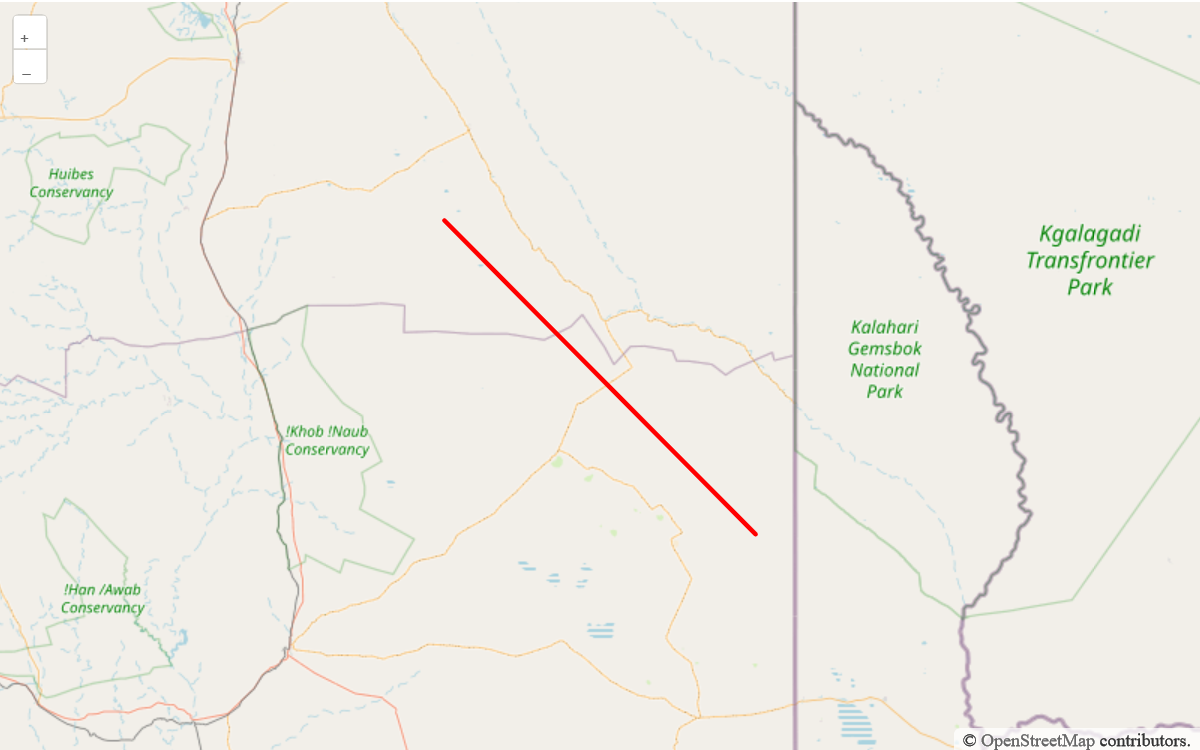 +
–
Huibes
Conservancy
Kgalagadi
Transfrontier
Park
Kalahari
Gemsbok
National
Park
!Khob !Naub
Conservancy
!Han /Awab
Conservancy
© OpenStreetMap contributors.